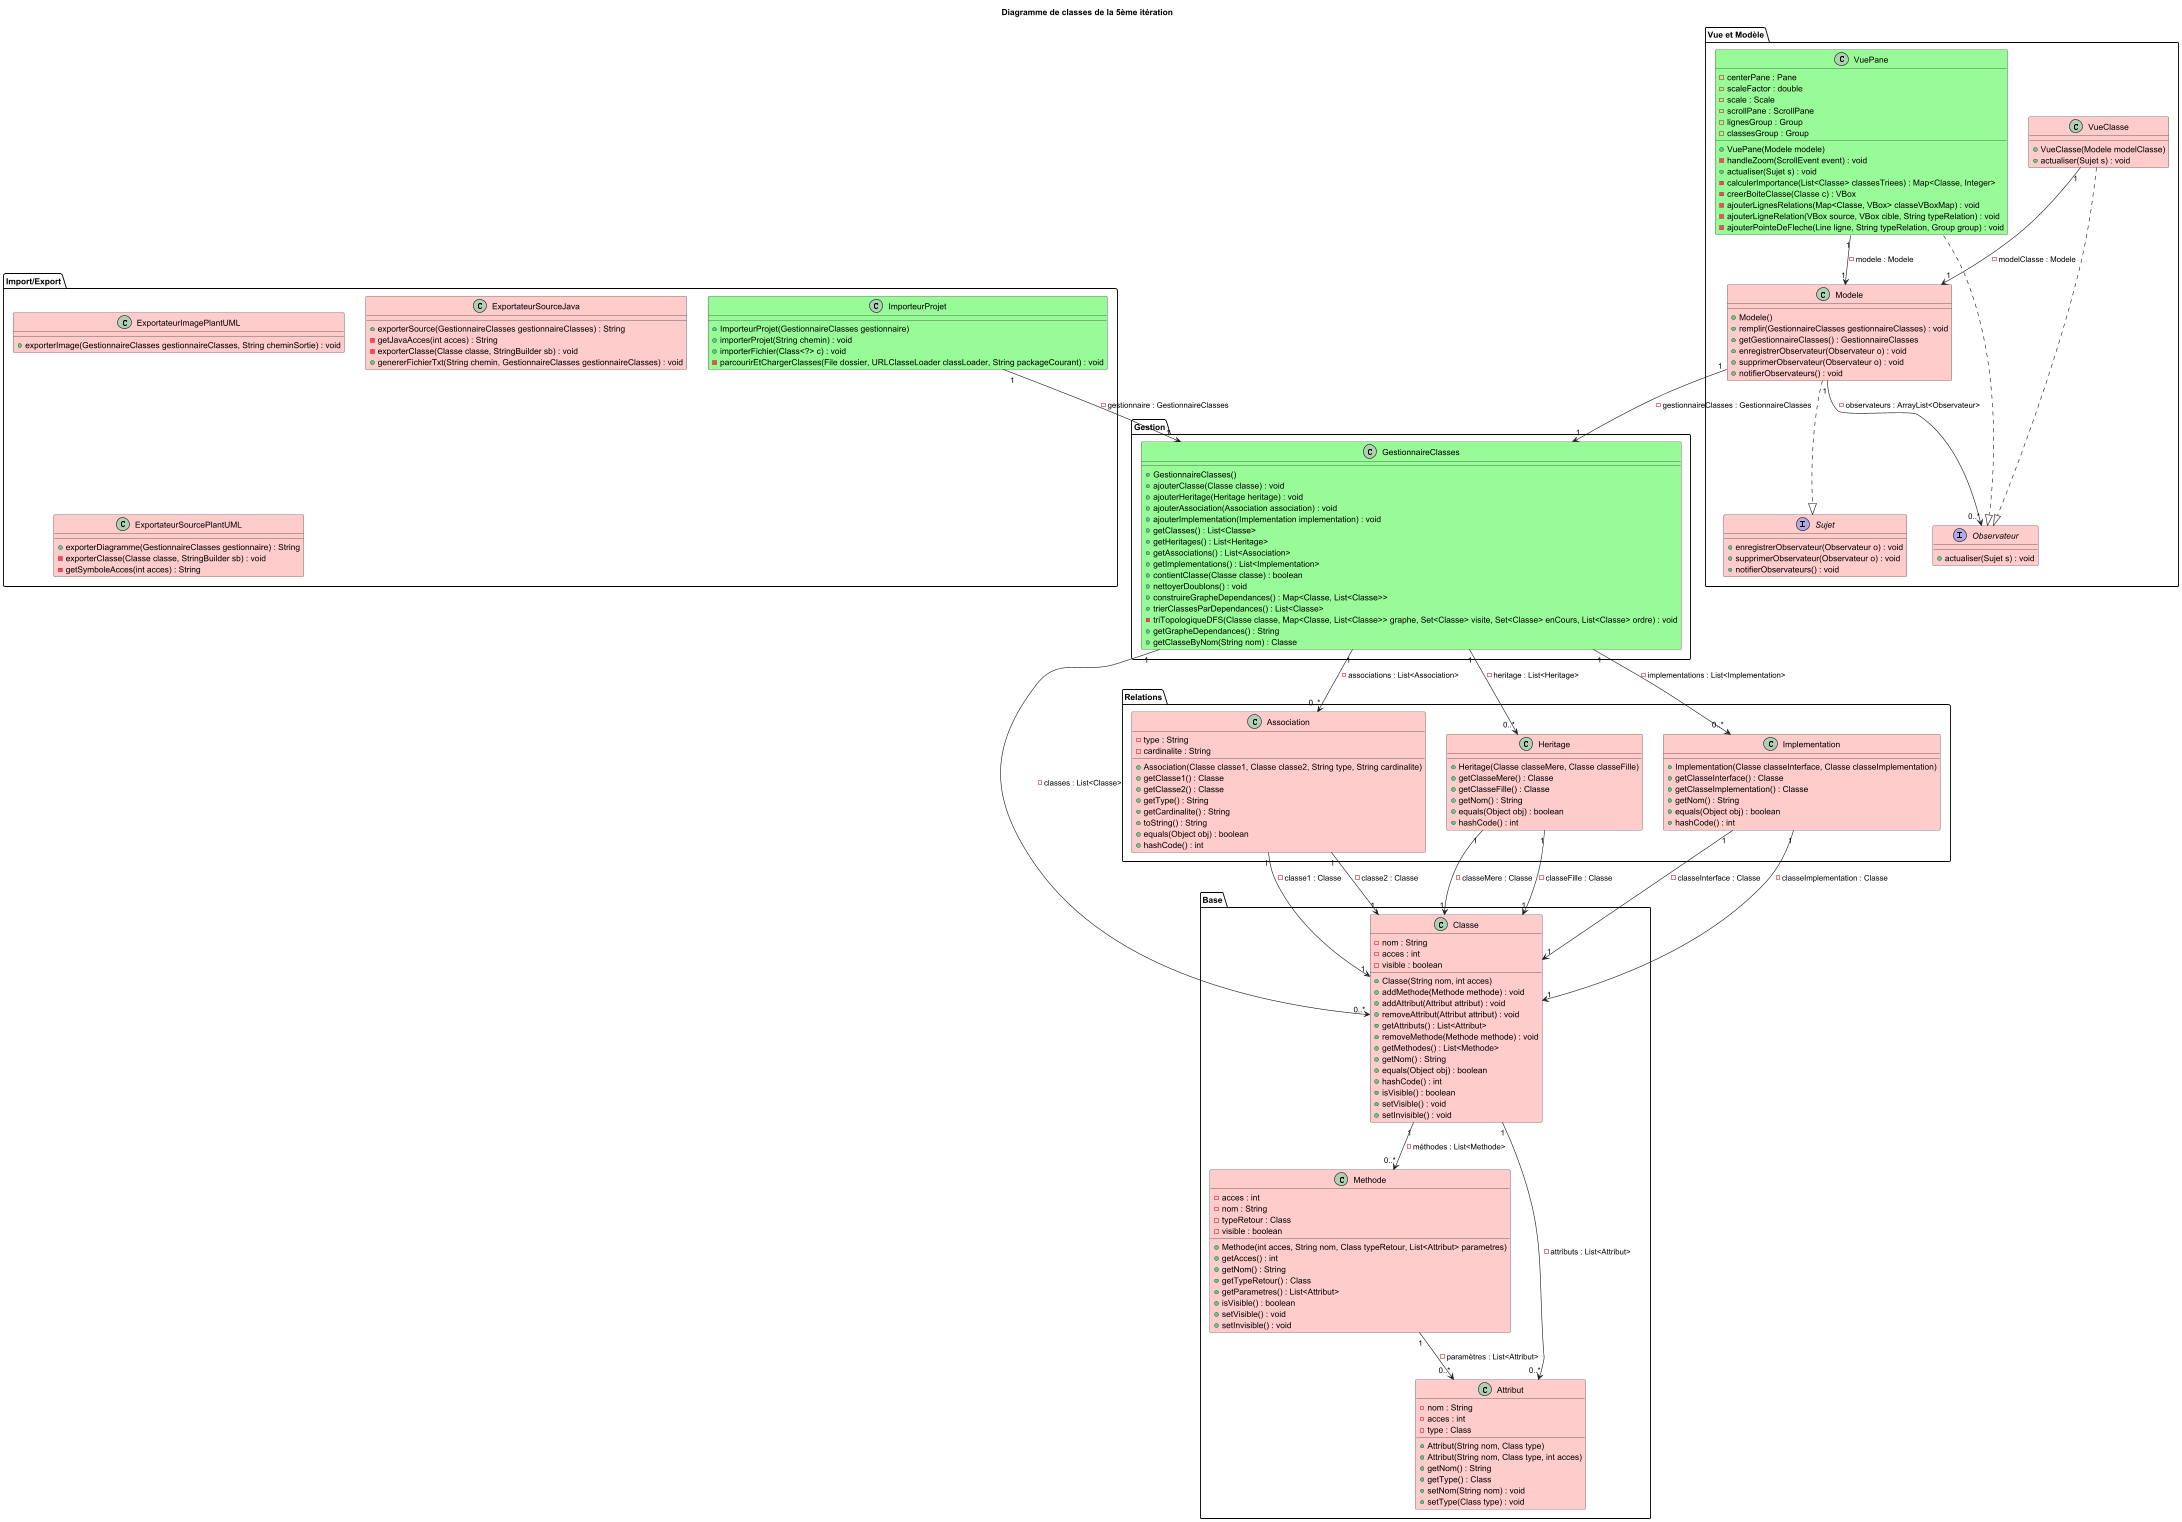 Diagramme de classes de la 5ème itération
Vue et Modèle
VuePane
centerPane : Pane
scaleFactor : double
scale : Scale
scrollPane : ScrollPane
lignesGroup : Group
classesGroup : Group
VuePane(Modele modele)
handleZoom(ScrollEvent event) : void
actualiser(Sujet s) : void
calculerImportance(List<Classe> classesTriees) : Map<Classe, Integer>
creerBoiteClasse(Classe c) : VBox
ajouterLignesRelations(Map<Classe, VBox> classeVBoxMap) : void
ajouterLigneRelation(VBox source, VBox cible, String typeRelation) : void
ajouterPointeDeFleche(Line ligne, String typeRelation, Group group) : void
VueClasse
VueClasse(Modele modelClasse)
actualiser(Sujet s) : void
1
1
modele : Modele
modelClasse : Modele
1
1
Modele
Modele()
remplir(GestionnaireClasses gestionnaireClasses) : void
getGestionnaireClasses() : GestionnaireClasses
enregistrerObservateur(Observateur o) : void
supprimerObservateur(Observateur o) : void
notifierObservateurs() : void
Import/Export
ExportateurImagePlantUML
exporterImage(GestionnaireClasses gestionnaireClasses, String cheminSortie) : void
ExportateurSourceJava
exporterSource(GestionnaireClasses gestionnaireClasses) : String
getJavaAcces(int acces) : String
exporterClasse(Classe classe, StringBuilder sb) : void
genererFichierTxt(String chemin, GestionnaireClasses gestionnaireClasses) : void
ImporteurProjet
ImporteurProjet(GestionnaireClasses gestionnaire)
importerProjet(String chemin) : void
importerFichier(Class<?> c) : void
parcourirEtChargerClasses(File dossier, URLClasseLoader classLoader, String packageCourant) : void
1
1
1
gestionnaire : GestionnaireClasses
gestionnaireClasses : GestionnaireClasses
observateurs : ArrayList<Observateur>
1
1
0..*
Gestion
GestionnaireClasses
GestionnaireClasses()
ajouterClasse(Classe classe) : void
ajouterHeritage(Heritage heritage) : void
ajouterAssociation(Association association) : void
ajouterImplementation(Implementation implementation) : void
getClasses() : List<Classe>
getHeritages() : List<Heritage>
getAssociations() : List<Association>
getImplementations() : List<Implementation>
contientClasse(Classe classe) : boolean
nettoyerDoublons() : void
construireGrapheDependances() : Map<Classe, List<Classe>>
trierClassesParDependances() : List<Classe>
triTopologiqueDFS(Classe classe, Map<Classe, List<Classe>> graphe, Set<Classe> visite, Set<Classe> enCours, List<Classe> ordre) : void
getGrapheDependances() : String
getClasseByNom(String nom) : Classe
ExportateurSourcePlantUML
exporterDiagramme(GestionnaireClasses gestionnaire) : String
exporterClasse(Classe classe, StringBuilder sb) : void
getSymboleAcces(int acces) : String
Sujet
enregistrerObservateur(Observateur o) : void
supprimerObservateur(Observateur o) : void
notifierObservateurs() : void
Observateur
actualiser(Sujet s) : void
1
1
1
1
associations : List<Association>
heritage : List<Heritage>
implementations : List<Implementation>
classes : List<Classe>
0..*
0..*
0..*
Relations
Association
type : String
cardinalite : String
Association(Classe classe1, Classe classe2, String type, String cardinalite)
getClasse1() : Classe
getClasse2() : Classe
getType() : String
getCardinalite() : String
toString() : String
equals(Object obj) : boolean
hashCode() : int
Heritage
Heritage(Classe classeMere, Classe classeFille)
getClasseMere() : Classe
getClasseFille() : Classe
getNom() : String
equals(Object obj) : boolean
hashCode() : int
Implementation
Implementation(Classe classeInterface, Classe classeImplementation)
getClasseInterface() : Classe
getClasseImplementation() : Classe
getNom() : String
equals(Object obj) : boolean
hashCode() : int
1
1
1
1
1
1
classe1 : Classe
classe2 : Classe
classeMere : Classe
classeFille : Classe
classeInterface : Classe
classeImplementation : Classe
1
1
1
1
1
1
0..*
Base
Classe
nom : String
acces : int
visible : boolean
Classe(String nom, int acces)
addMethode(Methode methode) : void
addAttribut(Attribut attribut) : void
removeAttribut(Attribut attribut) : void
getAttributs() : List<Attribut>
removeMethode(Methode methode) : void
getMethodes() : List<Methode>
getNom() : String
equals(Object obj) : boolean
hashCode() : int
isVisible() : boolean
setVisible() : void
setInvisible() : void
1
1
méthodes : List<Methode>
0..*
Methode
acces : int
nom : String
typeRetour : Class
visible : boolean
Methode(int acces, String nom, Class typeRetour, List<Attribut> parametres)
getAcces() : int
getNom() : String
getTypeRetour() : Class
getParametres() : List<Attribut>
isVisible() : boolean
setVisible() : void
setInvisible() : void
attributs : List<Attribut>
1
paramètres : List<Attribut>
0..*
0..*
Attribut
nom : String
acces : int
type : Class
Attribut(String nom, Class type)
Attribut(String nom, Class type, int acces)
getNom() : String
getType() : Class
setNom(String nom) : void
setType(Class type) : void